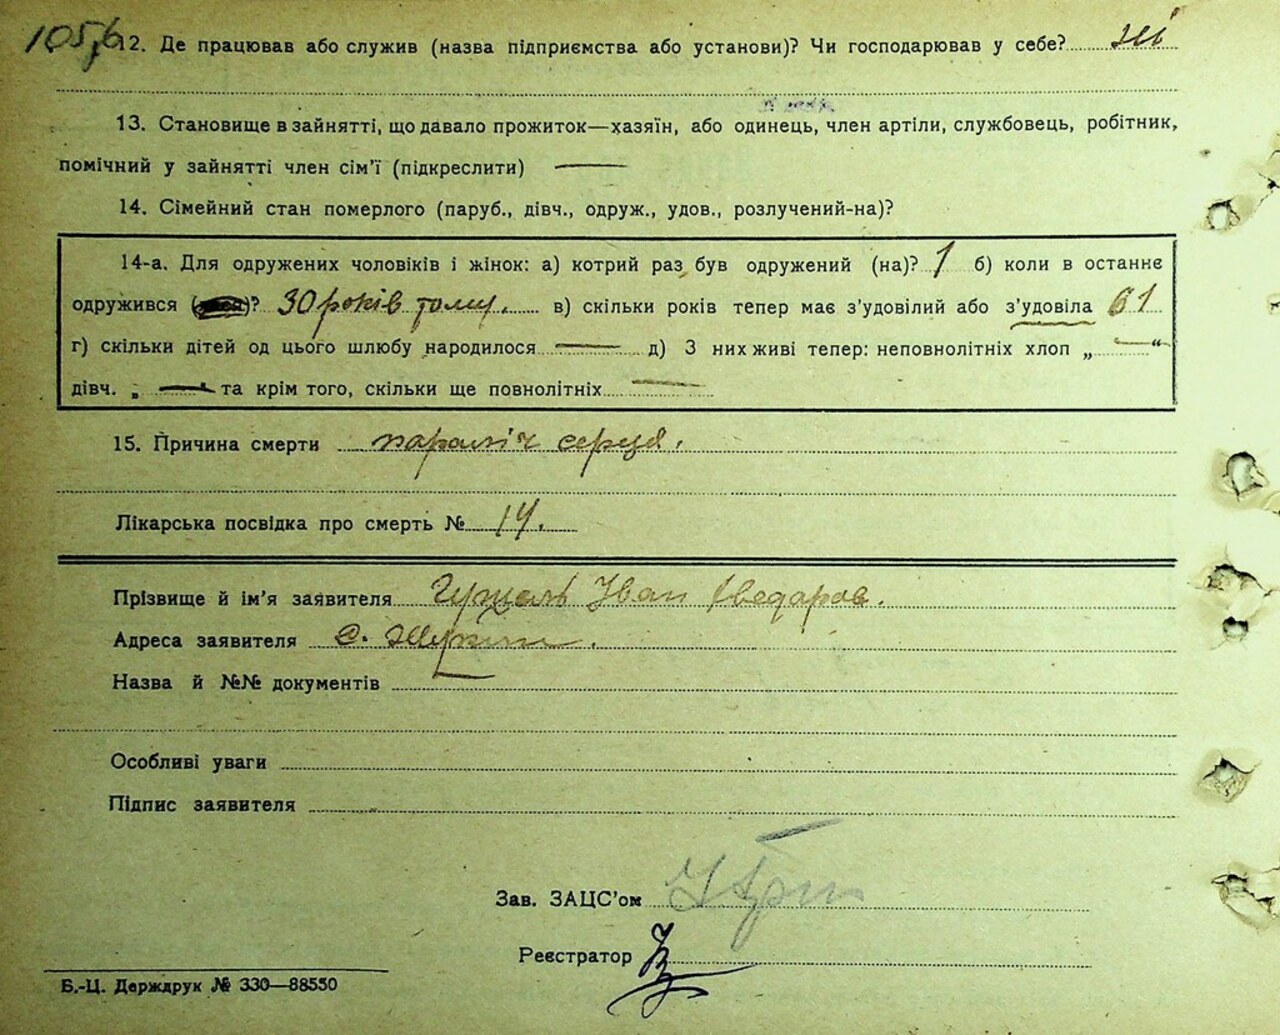 105б 12. Де працював або служив (назва підприємства або установи)? Чи господарював у себе? ні
13. Становище в зайнятті, що давало прожиток—хазяїн, або одинець, член артіли, службовець, робітник,
помічний у зайнятті член сім'ї (підкреслити) —
14. Сімейний стан померлого (паруб., дівч., одруж., удов., розлучений-на)?
14-а. Для одружених чоловіків і жінок: а) котрий раз був одружений (на)? 1 б) коли в останнє
одружився ( )? 30 років тому. в) скільки років тепер має з'удовілий або з'удовіла 61
г) скільки дітей од цього шлюбу народилося — д) З них живі тепер: неповнолітніх хлоп „ — “
дівч. „ — та крім того, скільки ще повнолітніх —
15. Причина смерти параліч серця.
Лікарська посвідка про смерть № 14.
Прізвище й ім'я заявителя Іван
Адреса заявителя с.
Назва й №№ документів —
Особливі уваги
Підпис заявителя
Зав. ЗАЦС'ом
Реєстратор
Б.-Ц. Держдрук № 330—88550